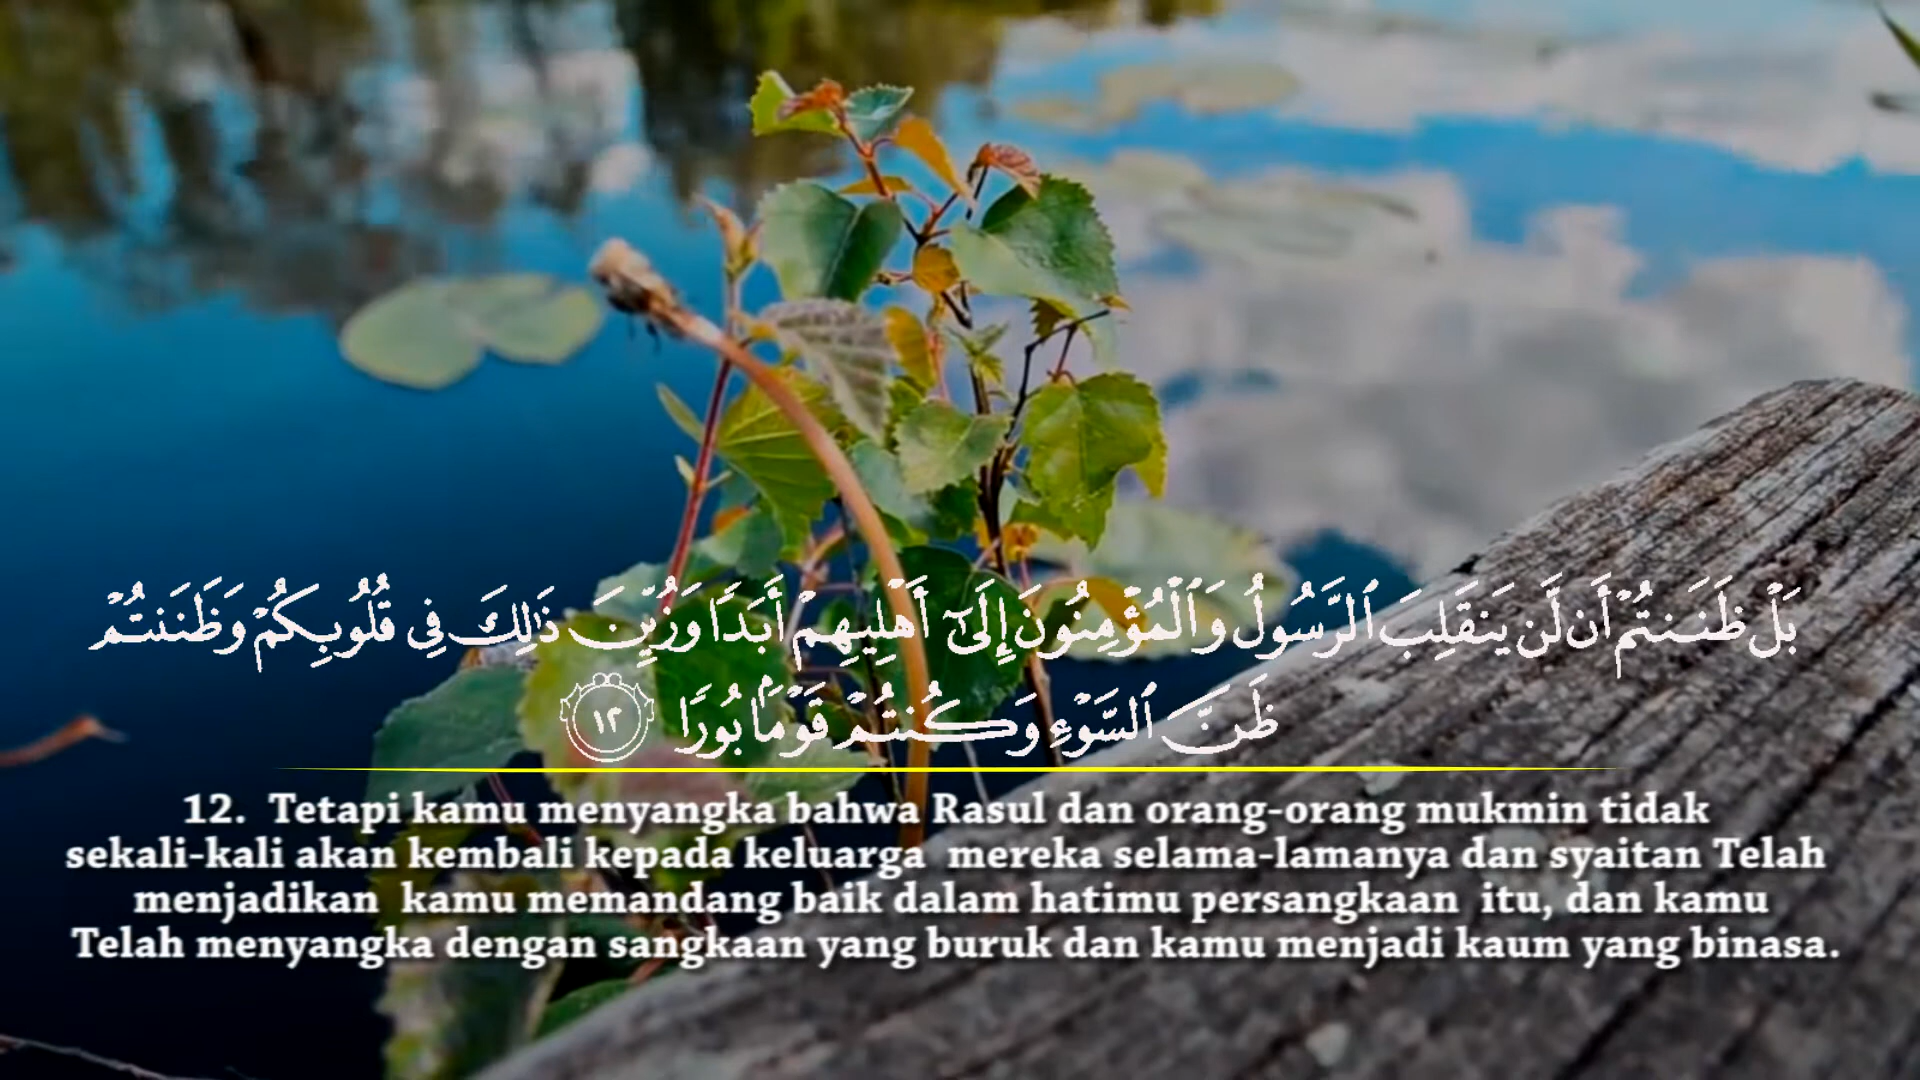 بَلْ ظَنَنتُمْ أَن لَّن يَنقَلِبَ ٱلرَّسُولُ وَٱلْمُؤْمِنُونَ إِلَىٰٓ أَهْلِيهِمْ أَبَدًا وَزُيِّنَ ذَٰلِكَ فِى قُلُوبِكُمْ وَظَنَنتُمْ
ظَنَّ ٱلسَّوْءِ وَكُنتُمْ قَوْمًۢا بُورًا ١٢
12. Tetapi kamu menyangka bahwa Rasul dan orang-orang mukmin tidak
sekali-kali akan kembali kepada keluarga mereka selama-lamanya dan syaitan Telah
menjadikan kamu memandang baik dalam hatimu persangkaan itu, dan kamu
Telah menyangka dengan sangkaan yang buruk dan kamu menjadi kaum yang binasa.